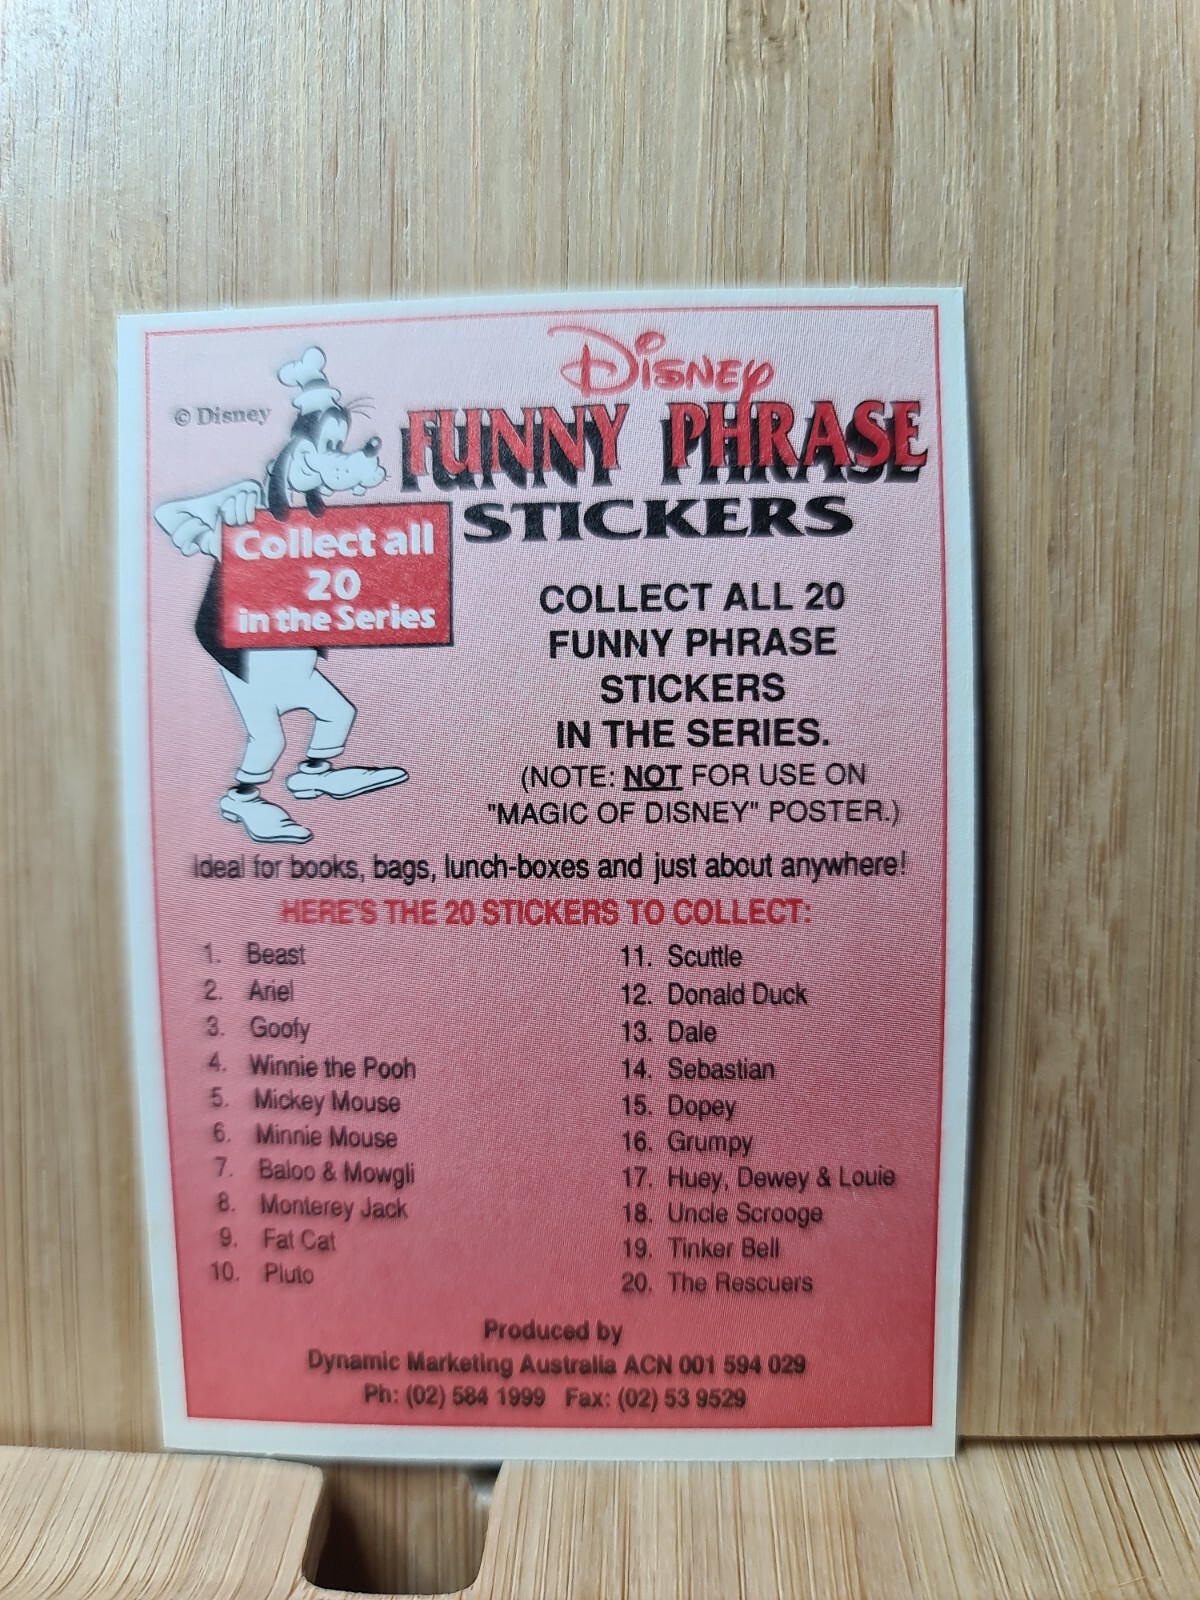 © Disney
Disney
FUNNY PHRASE
STICKERS
Collect all
20
in the Series
COLLECT ALL 20
FUNNY PHRASE
STICKERS
IN THE SERIES.
(NOTE: NOT FOR USE ON
"MAGIC OF DISNEY" POSTER.)
Ideal for books, bags, lunch-boxes and just about anywhere!
HERE'S THE 20 STICKERS TO COLLECT:
1. Beast
2. Ariel
3. Goofy
4. Winnie the Pooh
5. Mickey Mouse
6. Minnie Mouse
7. Baloo & Mowgli
8. Monterey Jack
9. Fat Cat
10. Pluto
11. Scuttle
12. Donald Duck
13. Dale
14. Sebastian
15. Dopey
16. Grumpy
17. Huey, Dewey & Louie
18. Uncle Scrooge
19. Tinker Bell
20. The Rescuers
Produced by
Dynamic Marketing Australia ACN 001 594 029
Ph: (02) 584 1999 Fax: (02) 53 9529